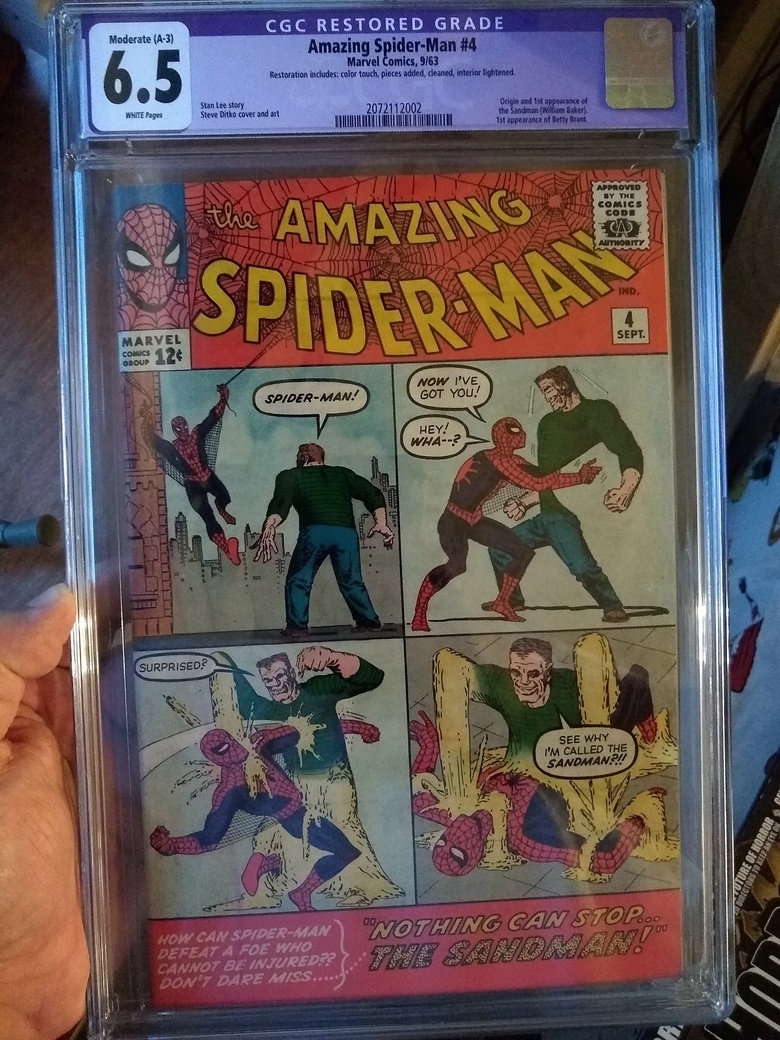 CGC RESTORED GRADE
Moderate (A-3)
6.5
WHITE Pages
Amazing Spider-Man #4
Marvel Comics, 9/63
Restoration includes: color touch, pieces added, cleaned, interior lightened.
Stan Lee story
Steve Ditko cover and art
2072112002
Origin and 1st appearance of
the Sandman (William Baker).
1st appearance of Betty Brant.
the AMAZING
SPIDER-MAN
APPROVED
BY THE
COMICS
CODE
CA
AUTHORITY
IND.
4
SEPT.
MARVEL
COMICS
GROUP 12¢
SPIDER-MAN!
NOW I'VE
GOT YOU!
HEY!
WHA--?
SURPRISED?
SEE WHY
I'M CALLED THE
SANDMAN?!!
HOW CAN SPIDER-MAN
DEFEAT A FOE WHO
CANNOT BE INJURED??
DON'T DARE MISS.....
"NOTHING CAN STOP...
THE SANDMAN!"
FUTURE OF HORROR